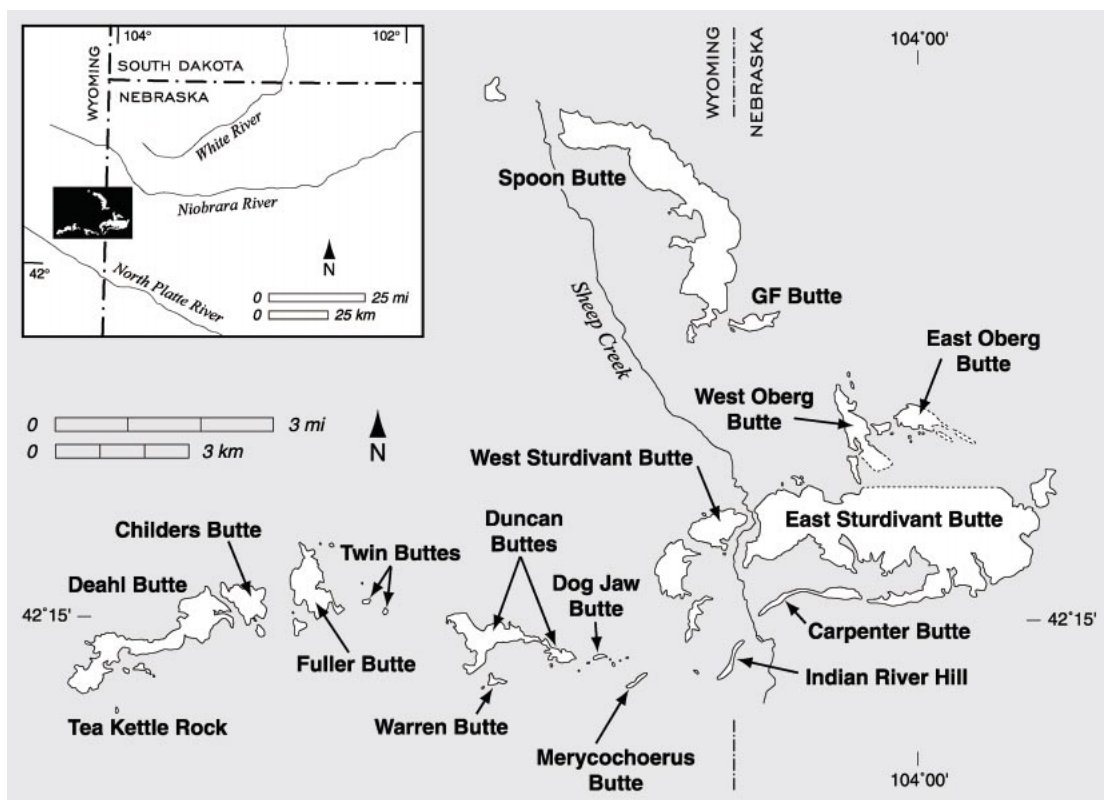 104°
102°
WYOMING
SOUTH DAKOTA
NEBRASKA
White River
Niobrara River
42°
North Platte River
N
0 25 mi
0 25 km
104°00'
WYOMING
NEBRASKA
Spoon Butte
GF Butte
Sheep Creek
East Oberg
Butte
West Oberg
Butte
0 3 mi
0 3 km
N
West Sturdivant Butte
East Sturdivant Butte
Childers Butte
Twin Buttes
Duncan
Buttes
Deahl Butte
Dog Jaw
Butte
42°15'
42°15'
Carpenter Butte
Fuller Butte
Indian River Hill
Tea Kettle Rock
Warren Butte
Merycochoerus
Butte
104°00'